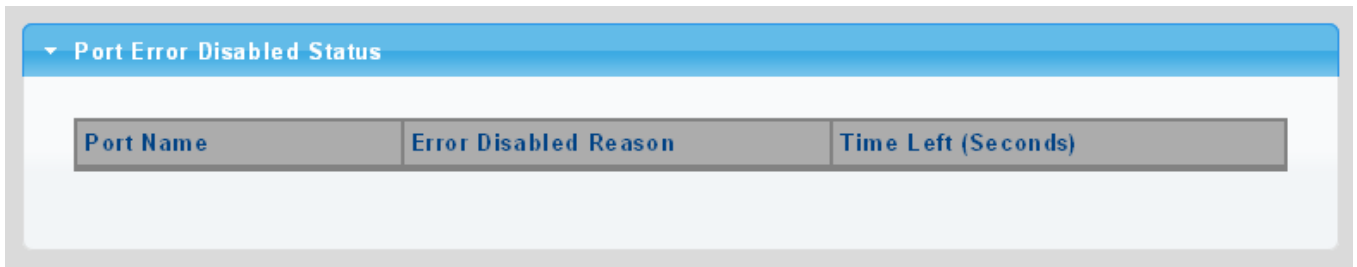 Port Error Disabled Status
Port Name Error Disabled Reason Time Left (Seconds)